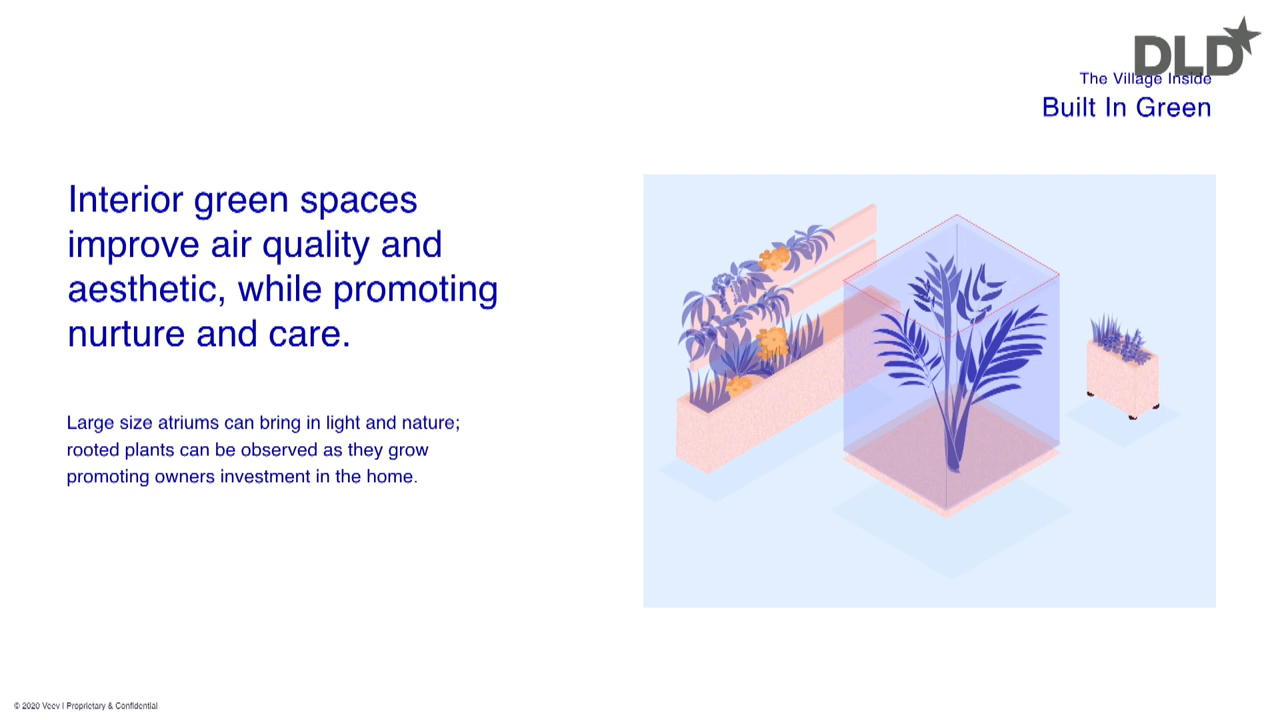 DLD
The Village Inside
Built In Green
Interior green spaces
improve air quality and
aesthetic, while promoting
nurture and care.
Large size atriums can bring in light and nature;
rooted plants can be observed as they grow
promoting owners investment in the home.
© 2020 Veev | Proprietary & Confidential